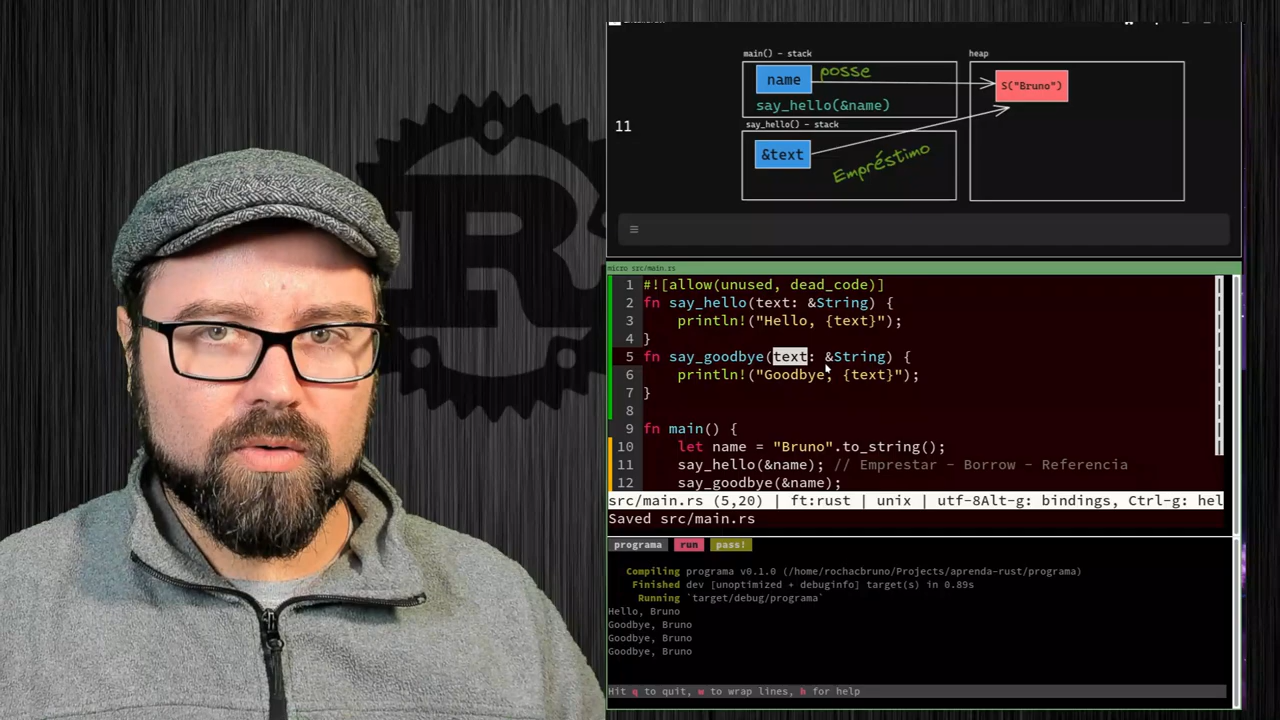 main() - stack
heap
name
posse
S("Bruno")
say_hello(&name)
11
say_hello() - stack
&text
Empréstimo
micro src/main.rs
1 #![allow(unused, dead_code)]
2 fn say_hello(text: &String) {
3 println!("Hello, {text}");
4 }
5 fn say_goodbye(text: &String) {
6 println!("Goodbye, {text}");
7 }
8
9 fn main() {
10 let name = "Bruno".to_string();
11 say_hello(&name); // Emprestar - Borrow - Referencia
12 say_goodbye(&name);
src/main.rs (5,20) | ft:rust | unix | utf-8Alt-g: bindings, Ctrl-g: hel
Saved src/main.rs
programa run pass!
Compiling programa v0.1.0 (/home/rochacbruno/Projects/aprenda-rust/programa)
Finished dev [unoptimized + debuginfo] target(s) in 0.89s
Running `target/debug/programa`
Hello, Bruno
Goodbye, Bruno
Goodbye, Bruno
Goodbye, Bruno
Hit q to quit, w to wrap lines, h for help